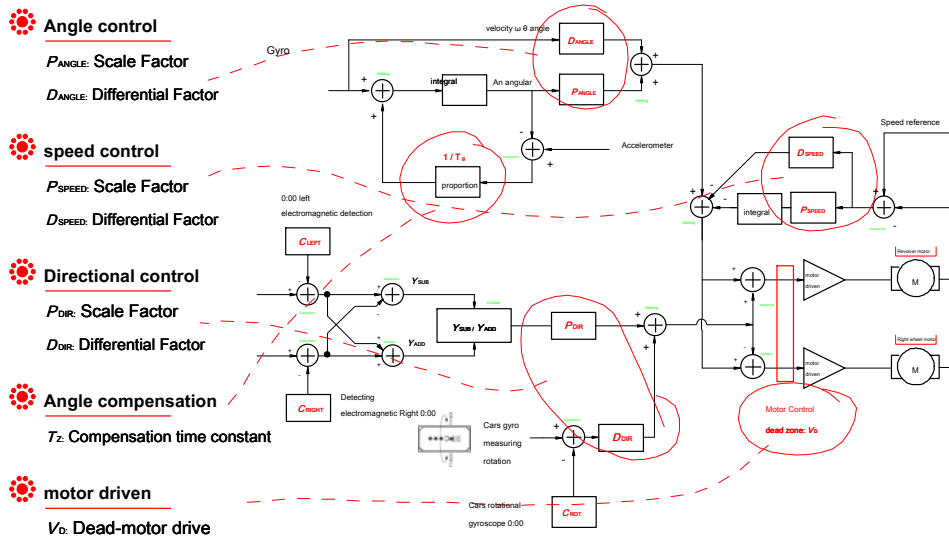 Angle control
PANGLE: Scale Factor
DANGLE: Differential Factor
speed control
PSPEED: Scale Factor
DSPEED: Differential Factor
Directional control
PDIR: Scale Factor
DDIR: Differential Factor
Angle compensation
TZ: Compensation time constant
motor driven
VD: Dead-motor drive
velocity ω θ angle
Gyro
DANGLE
Adding
integral
An angular
PANGLE
Adding
1 / Tg
proportion
Accelerometer
Speed reference
DSPEED
integral
PSPEED
Adding
0:00 left
electromagnetic detection
CLEFT
YSUB
YSUB / YADD
YADD
PDIR
CRIGHT
Detecting
electromagnetic Right 0:00
Cars gyro
measuring
rotation
DDIR
Cars rotational
gyroscope 0:00
CROT
Revolver motor
motor
driven
M
Right wheel motor
motor
driven
M
Motor Control
dead zone: VD